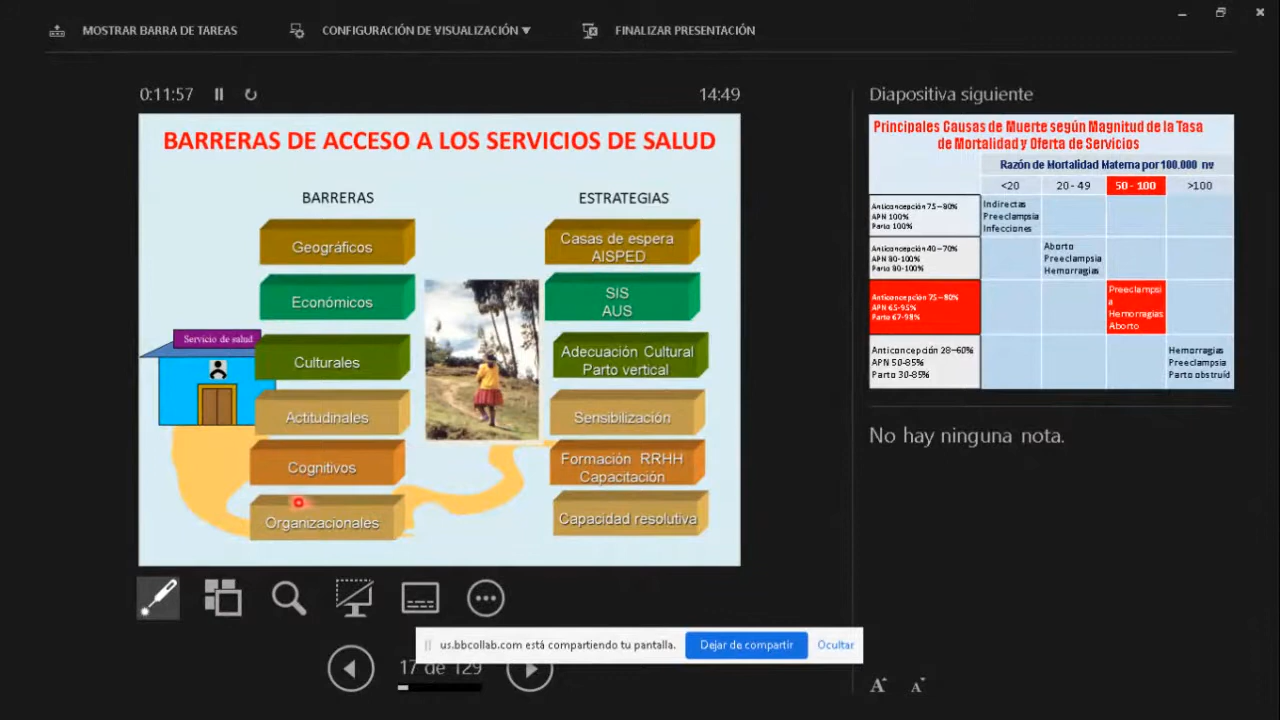 MOSTRAR BARRA DE TAREAS
CONFIGURACIÓN DE VISUALIZACIÓN ▼
FINALIZAR PRESENTACIÓN
0:11:57
14:49
BARRERAS DE ACCESO A LOS SERVICIOS DE SALUD
BARRERAS
ESTRATEGIAS
Geográficos
Casas de espera
AISPED
Económicos
SIS
AUS
Servicio de salud
Culturales
Adecuación Cultural
Parto vertical
Actitudinales
Sensibilización
Cognitivos
Formación RRHH
Capacitación
Organizacionales
Capacidad resolutiva
us.bbcollab.com está compartiendo tu pantalla.
Dejar de compartir
Ocultar
17 de 129
Diapositiva siguiente
Principales Causas de Muerte según Magnitud de la Tasa
de Mortalidad y Oferta de Servicios
Razón de Mortalidad Materna por 100.000 nv
<20
20 - 49
50 - 100
>100
Anticoncepción 75–80%
APN 100%
Parto 100%
Indirectas
Preeclampsia
Infecciones
Anticoncepción 40–70%
APN 80-100%
Parto 80-100%
Aborto
Preeclampsia
Hemorragias
Anticoncepción 75–80%
APN 65-95%
Parto 67-98%
Preeclampsi
a
Hemorragias
Aborto
Anticoncepción 28–60%
APN 50-85%
Parto 30-85%
Hemorragias
Preeclampsia
Parto obstruíd
No hay ninguna nota.
A
A